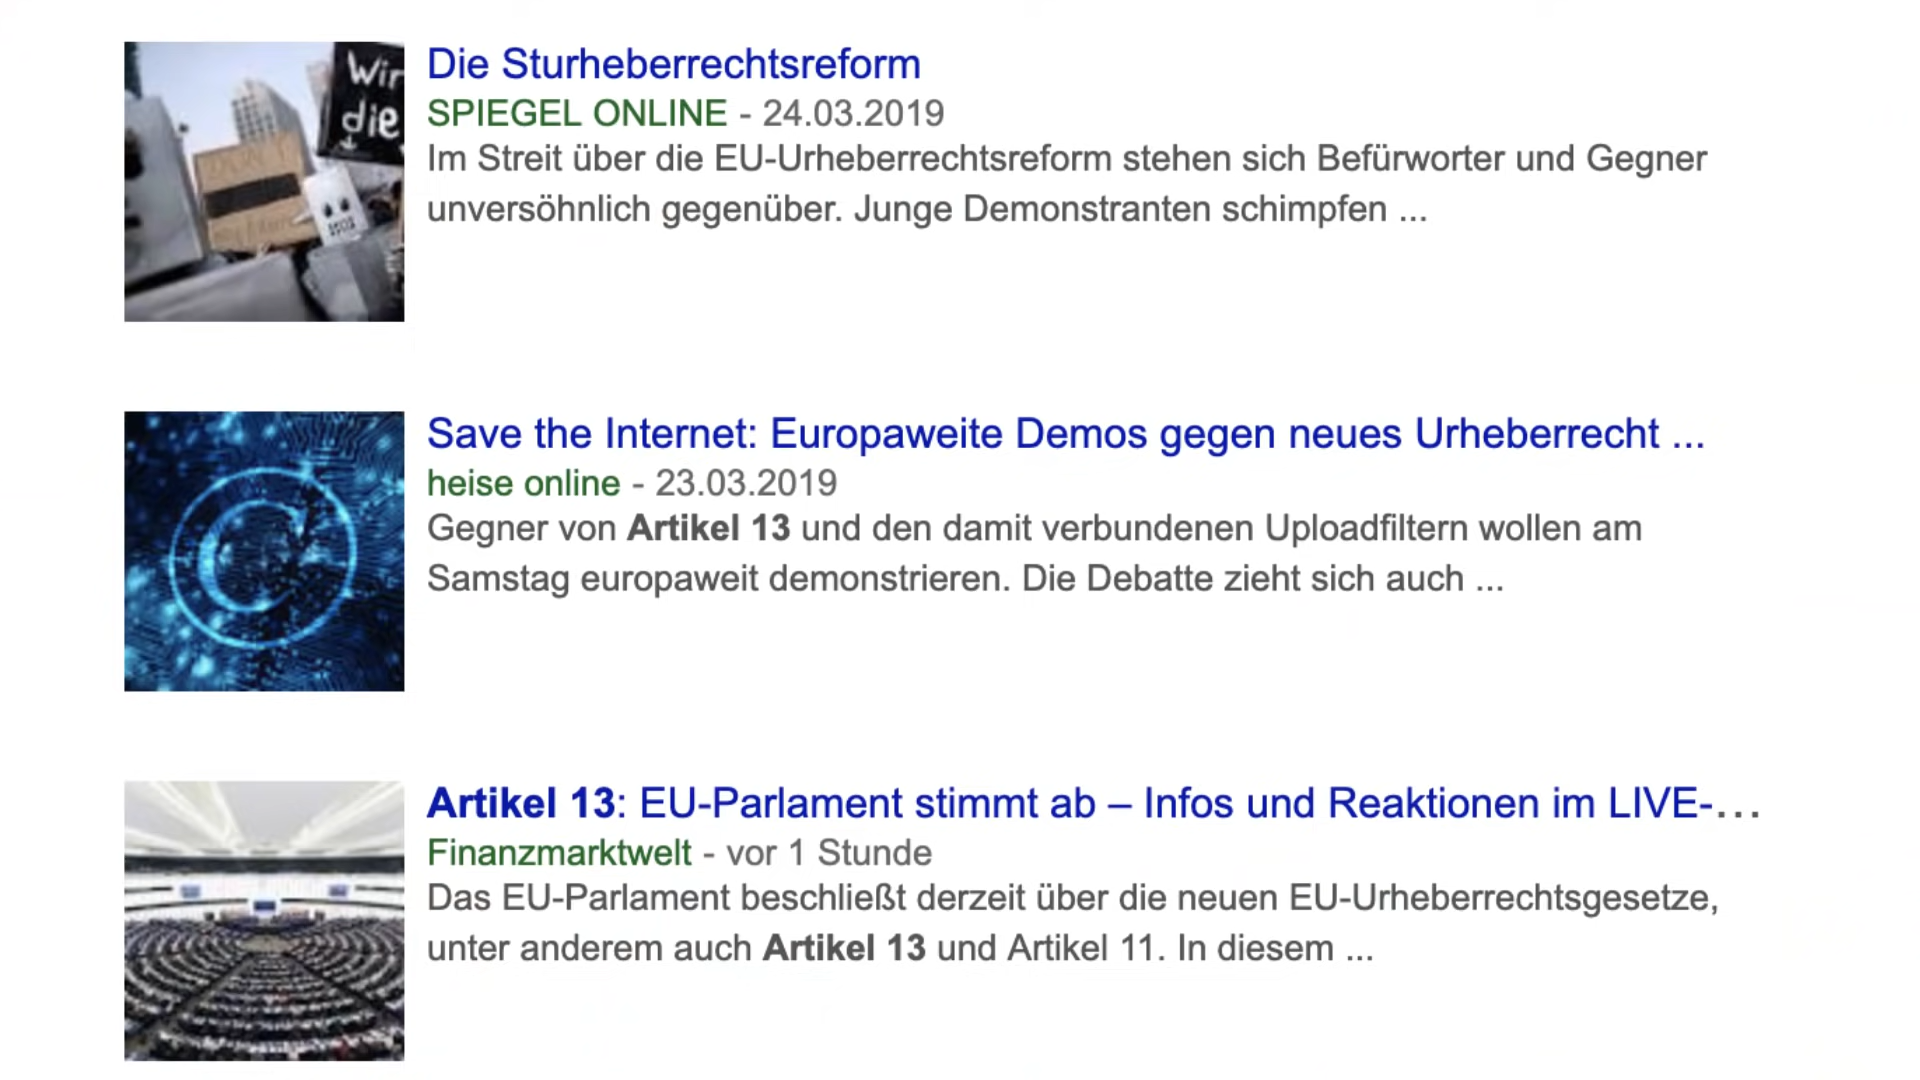 Wir
die
Die Sturheberrechtsreform
SPIEGEL ONLINE - 24.03.2019
Im Streit über die EU-Urheberrechtsreform stehen sich Befürworter und Gegner
unversöhnlich gegenüber. Junge Demonstranten schimpfen ...
Save the Internet: Europaweite Demos gegen neues Urheberrecht ...
heise online - 23.03.2019
Gegner von Artikel 13 und den damit verbundenen Uploadfiltern wollen am
Samstag europaweit demonstrieren. Die Debatte zieht sich auch ...
Artikel 13: EU-Parlament stimmt ab – Infos und Reaktionen im LIVE-...
Finanzmarktwelt - vor 1 Stunde
Das EU-Parlament beschließt derzeit über die neuen EU-Urheberrechtsgesetze,
unter anderem auch Artikel 13 und Artikel 11. In diesem ...